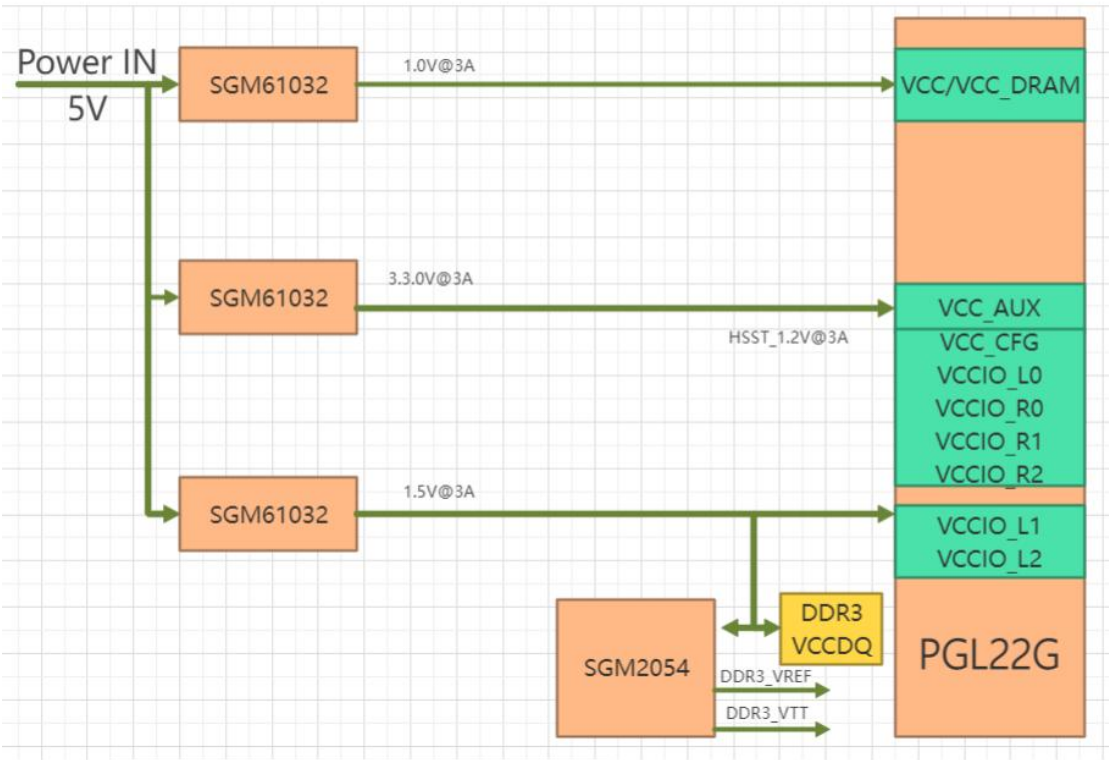 Power IN
5V
SGM61032
1.0V@3A
VCC/VCC_DRAM
SGM61032
3.3.0V@3A
HSST_1.2V@3A
VCC_AUX
VCC_CFG
VCCIO_L0
VCCIO_R0
VCCIO_R1
VCCIO_R2
SGM61032
1.5V@3A
VCCIO_L1
VCCIO_L2
DDR3
VCCDQ
SGM2054
DDR3_VREF
DDR3_VTT
PGL22G